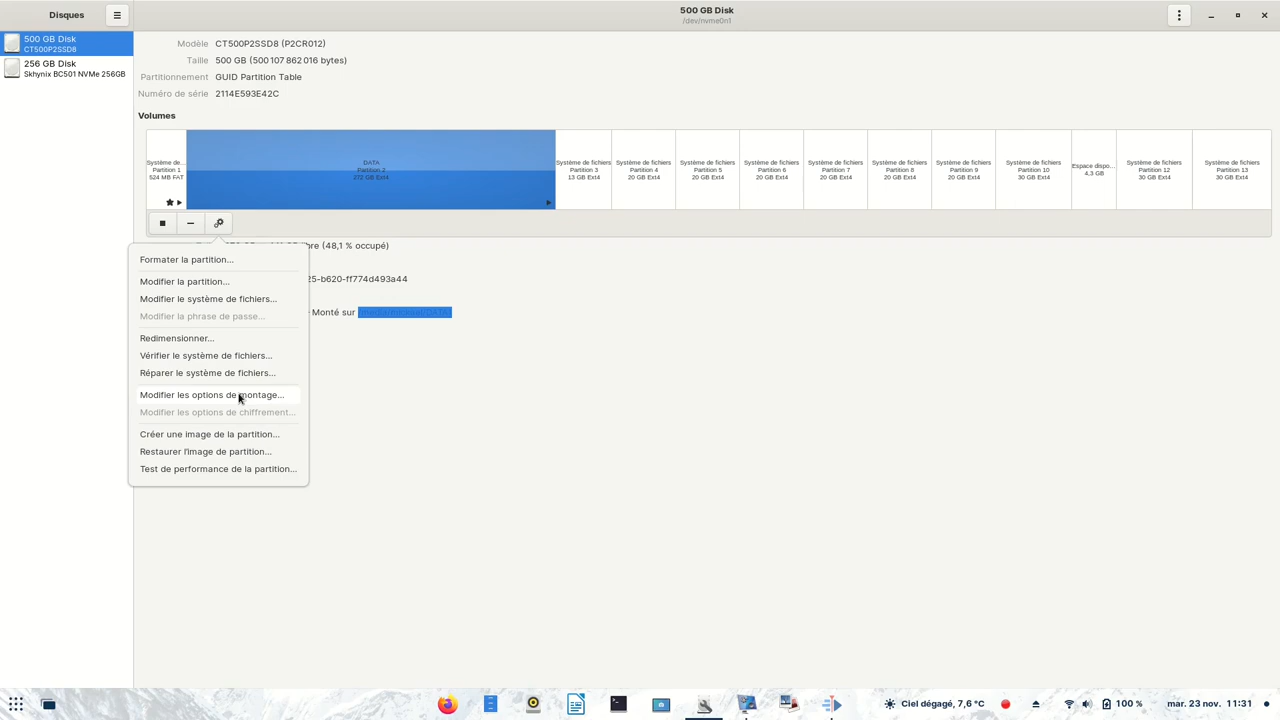 Disques
500 GB Disk
/dev/nvme0n1
500 GB Disk
CT500P2SSD8
256 GB Disk
Skhynix BC501 NVMe 256GB
Modèle CT500P2SSD8 (P2CR012)
Taille 500 GB (500 107 862 016 bytes)
Partitionnement GUID Partition Table
Numéro de série 2114E593E42C
Volumes
Système de...
Partition 1
524 MB FAT
DATA
Partition 2
272 GB Ext4
Système de fichiers
Partition 3
13 GB Ext4
Système de fichiers
Partition 4
20 GB Ext4
Système de fichiers
Partition 5
20 GB Ext4
Système de fichiers
Partition 6
20 GB Ext4
Système de fichiers
Partition 7
20 GB Ext4
Système de fichiers
Partition 8
20 GB Ext4
Système de fichiers
Partition 9
20 GB Ext4
Système de fichiers
Partition 10
30 GB Ext4
Espace dispo...
4,3 GB
Système de fichiers
Partition 12
30 GB Ext4
Système de fichiers
Partition 13
30 GB Ext4
(48,1 % occupé)
25-b620-ff774d493a44
Monté sur
Formater la partition...
Modifier la partition...
Modifier le système de fichiers...
Modifier la phrase de passe...
Redimensionner...
Vérifier le système de fichiers...
Réparer le système de fichiers...
Modifier les options de montage...
Modifier les options de chiffrement...
Créer une image de la partition...
Restaurer l'image de partition...
Test de performance de la partition...
Ciel dégagé, 7,6 °C
100 %
mar. 23 nov. 11:31